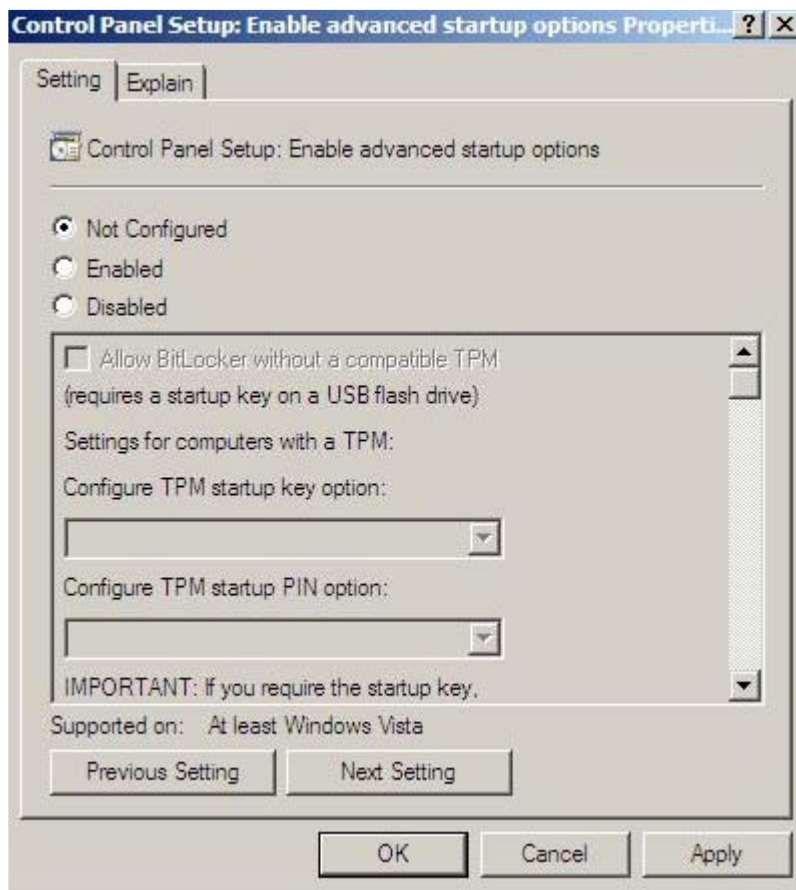 Control Panel Setup: Enable advanced startup options Properti...
Setting
Explain
Control Panel Setup: Enable advanced startup options
Not Configured
Enabled
Disabled
Allow BitLocker without a compatible TPM
(requires a startup key on a USB flash drive)
Settings for computers with a TPM:
Configure TPM startup key option:
Configure TPM startup PIN option:
IMPORTANT: If you require the startup key,
Supported on: At least Windows Vista
Previous Setting
Next Setting
OK
Cancel
Apply